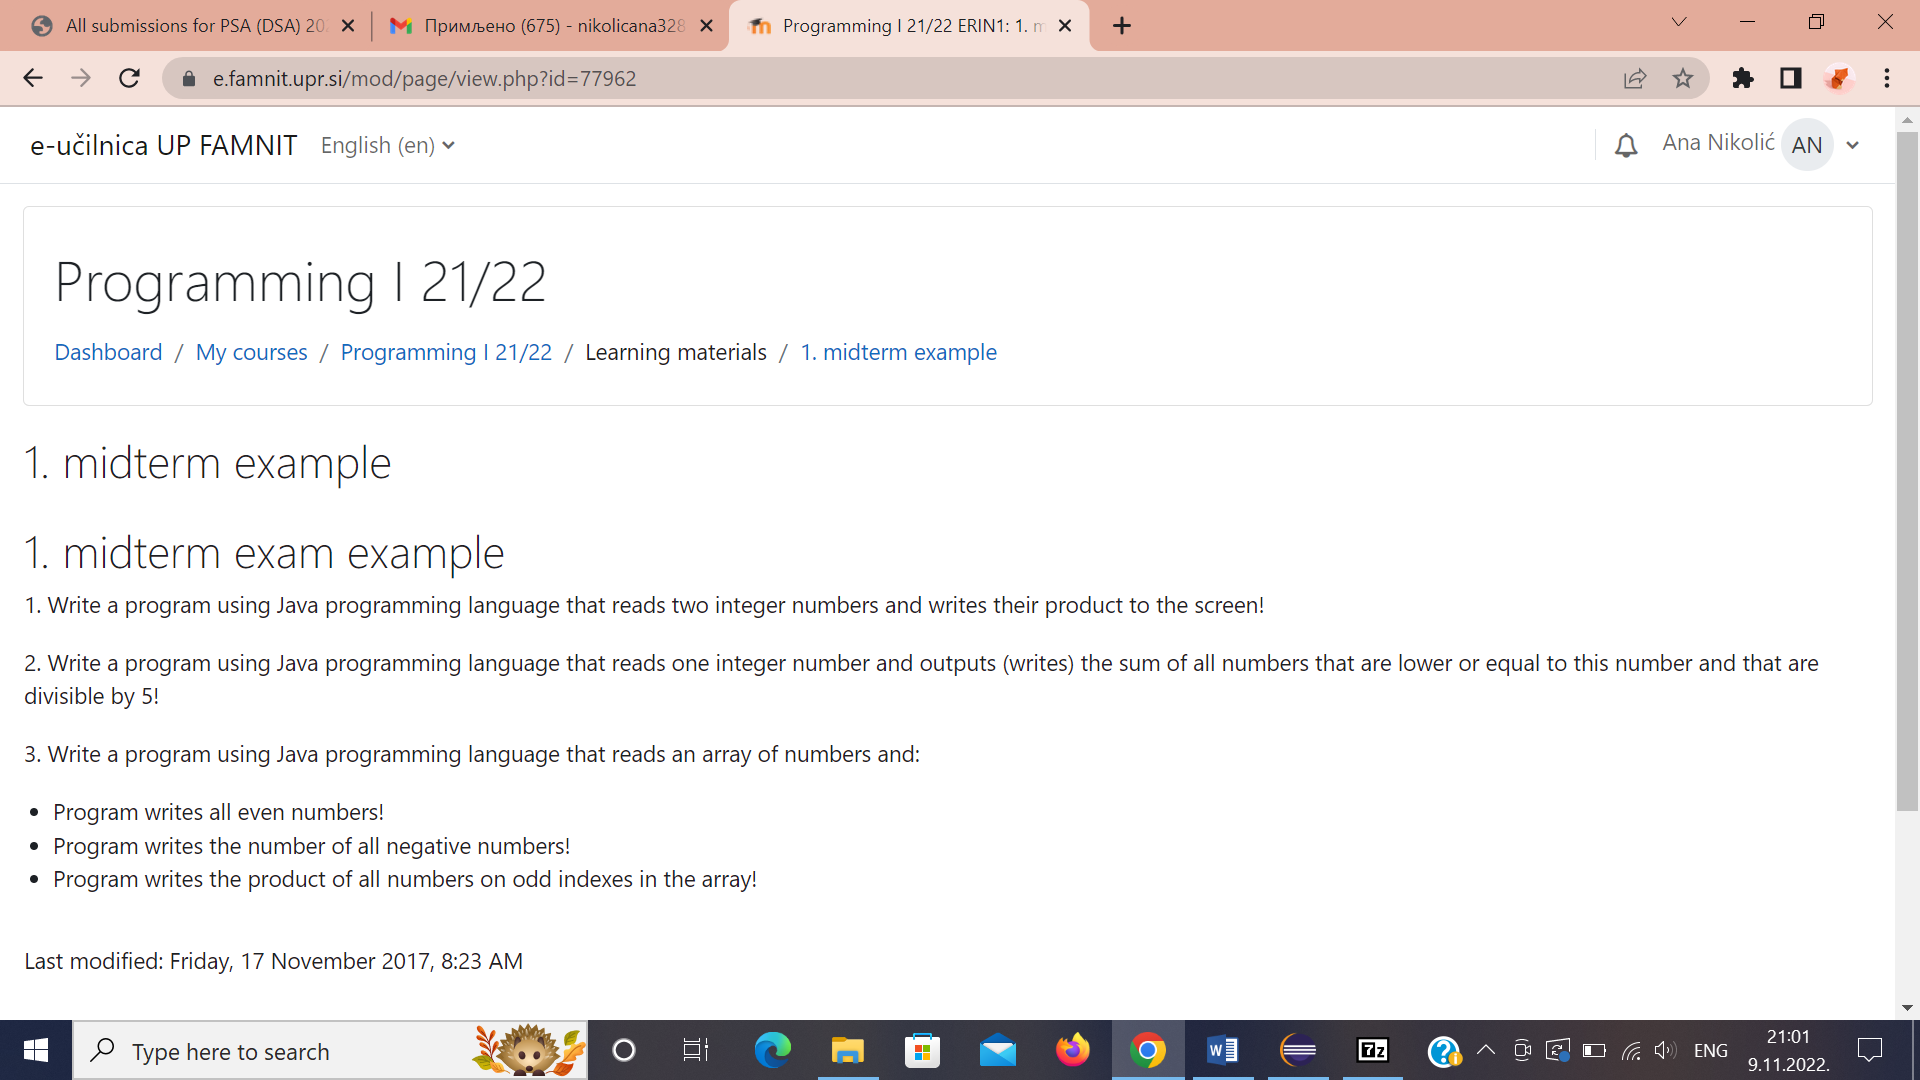 All submissions for PSA (DSA) 20
Примљено (675) - nikolicana328
Programming I 21/22 ERIN1: 1. m
e.famnit.upr.si/mod/page/view.php?id=77962
e-učilnica UP FAMNIT English (en)
Ana Nikolić AN
Programming I 21/22
Dashboard / My courses / Programming I 21/22 / Learning materials / 1. midterm example
1. midterm example
1. midterm exam example
1. Write a program using Java programming language that reads two integer numbers and writes their product to the screen!
2. Write a program using Java programming language that reads one integer number and outputs (writes) the sum of all numbers that are lower or equal to this number and that are
divisible by 5!
3. Write a program using Java programming language that reads an array of numbers and:
• Program writes all even numbers!
• Program writes the number of all negative numbers!
• Program writes the product of all numbers on odd indexes in the array!
Last modified: Friday, 17 November 2017, 8:23 AM
Type here to search
ENG
21:01
9.11.2022.